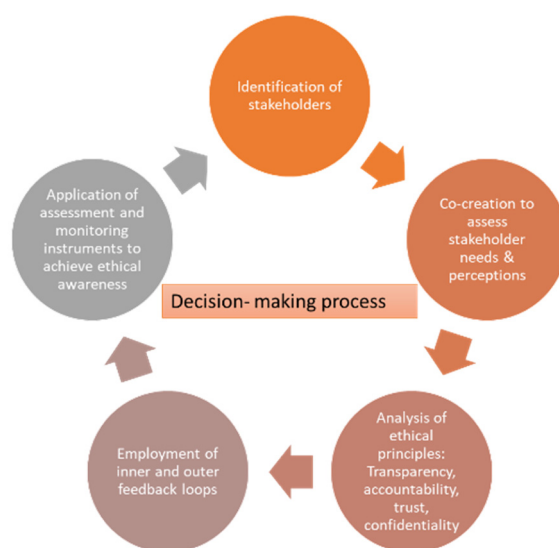 Identification of
stakeholders
Co-creation to
assess
stakeholder
needs &
perceptions
Analysis of
ethical
principles:
Transparency,
accountability,
trust,
confidentiality
Employment of
inner and outer
feedback loops
Application of
assessment and
monitoring
instruments to
achieve ethical
awareness
Decision- making process